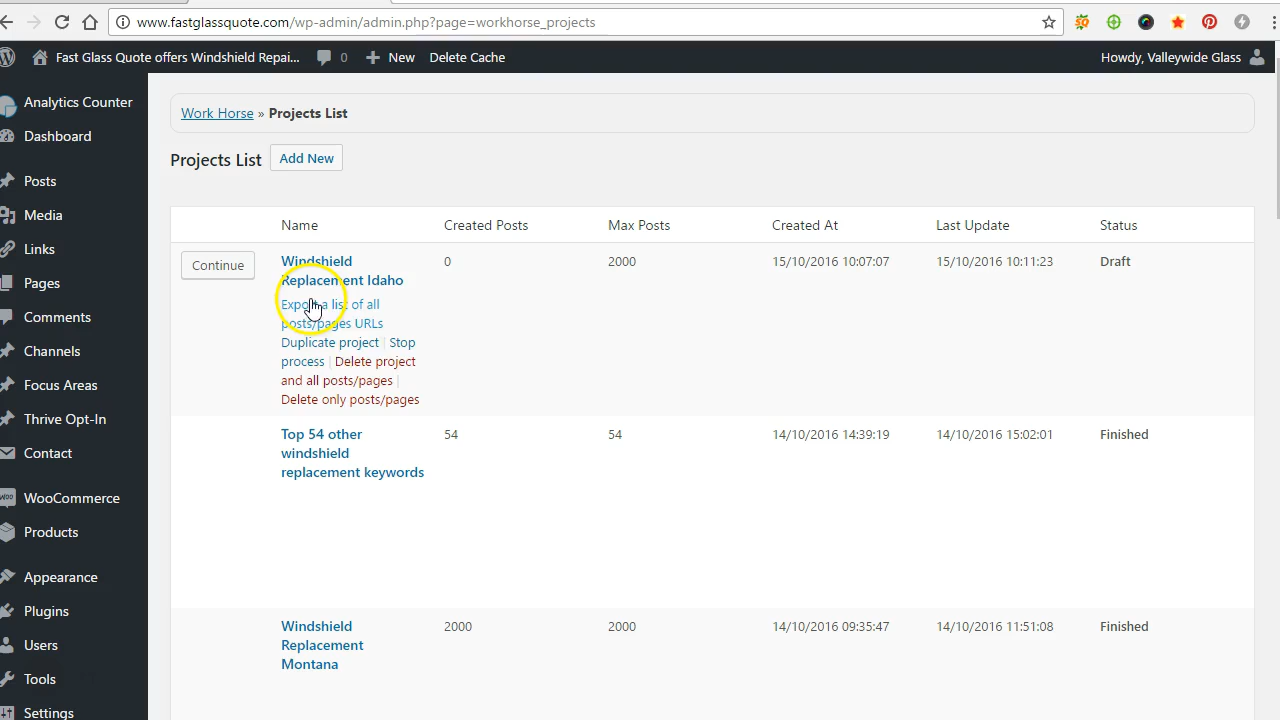 www.fastglassquote.com/wp-admin/admin.php?page=workhorse_projects
Fast Glass Quote offers Windshield Repai... 0 New Delete Cache Howdy, Valleywide Glass
Analytics Counter
Dashboard
Posts
Media
Links
Pages
Comments
Channels
Focus Areas
Thrive Opt-In
Contact
WooCommerce
Products
Appearance
Plugins
Users
Tools
Settings
Work Horse » Projects List
Projects List Add New
Name Created Posts Max Posts Created At Last Update Status
Continue Windshield 0 2000 15/10/2016 10:07:07 15/10/2016 10:11:23 Draft
Replacement Idaho
Export a list of all
posts/pages URLs
Duplicate project | Stop
process | Delete project
and all posts/pages |
Delete only posts/pages
Top 54 other 54 54 14/10/2016 14:39:19 14/10/2016 15:02:01 Finished
windshield
replacement keywords
Windshield 2000 2000 14/10/2016 09:35:47 14/10/2016 11:51:08 Finished
Replacement
Montana